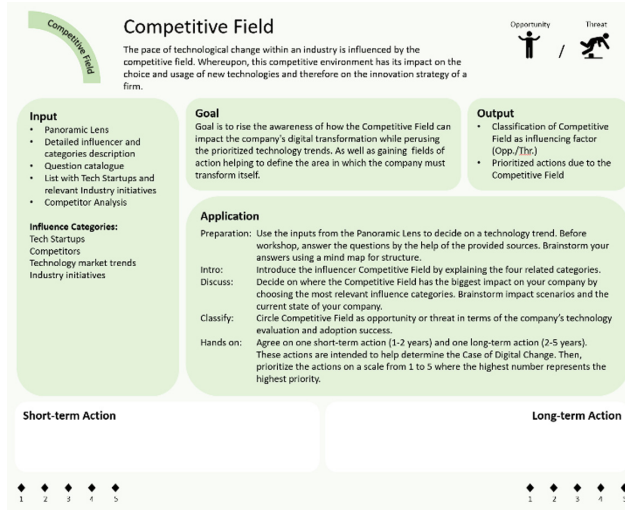 Competitive Field
Competitive Field
The pace of technological change within an industry is influenced by the
competitive field. Whereupon, this competitive environment has its impact on the
choice and usage of new technologies and therefore on the innovation strategy of a
firm.
Opportunity
/
Threat
Input
• Panoramic Lens
• Detailed influencer and
categories description
• Question catalogue
• List with Tech Startups and
relevant Industry initiatives
• Competitor Analysis
Influence Categories:
Tech Startups
Competitors
Technology market trends
Industry initiatives
Goal
Goal is to rise the awareness of how the Competitive Field can
impact the company's digital transformation while perusing
the prioritized technology trends. As well as gaining fields of
action helping to define the area in which the company must
transform itself.
Output
• Classification of Competitive
Field as influencing factor
(Opp./Thr.)
• Prioritized actions due to the
Competitive Field
Application
Preparation: Use the inputs from the Panoramic Lens to decide on a technology trend. Before
workshop, answer the questions by the help of the provided sources. Brainstorm your
answers using a mind map for structure.
Intro: Introduce the influencer Competitive Field by explaining the four related categories.
Discuss: Decide on where the Competitive Field has the biggest impact on your company by
choosing the most relevant influence categories. Brainstorm impact scenarios and the
current state of your company.
Classify: Circle Competitive Field as opportunity or threat in terms of the company's technology
evaluation and adoption success.
Hands on: Agree on one short-term action (1-2 years) and one long-term action (2-5 years).
These actions are intended to help determine the Case of Digital Change. Then,
prioritize the actions on a scale from 1 to 5 where the highest number represents the
highest priority.
Short-term Action
Long-term Action
1 2 3 4 5
1 2 3 4 5